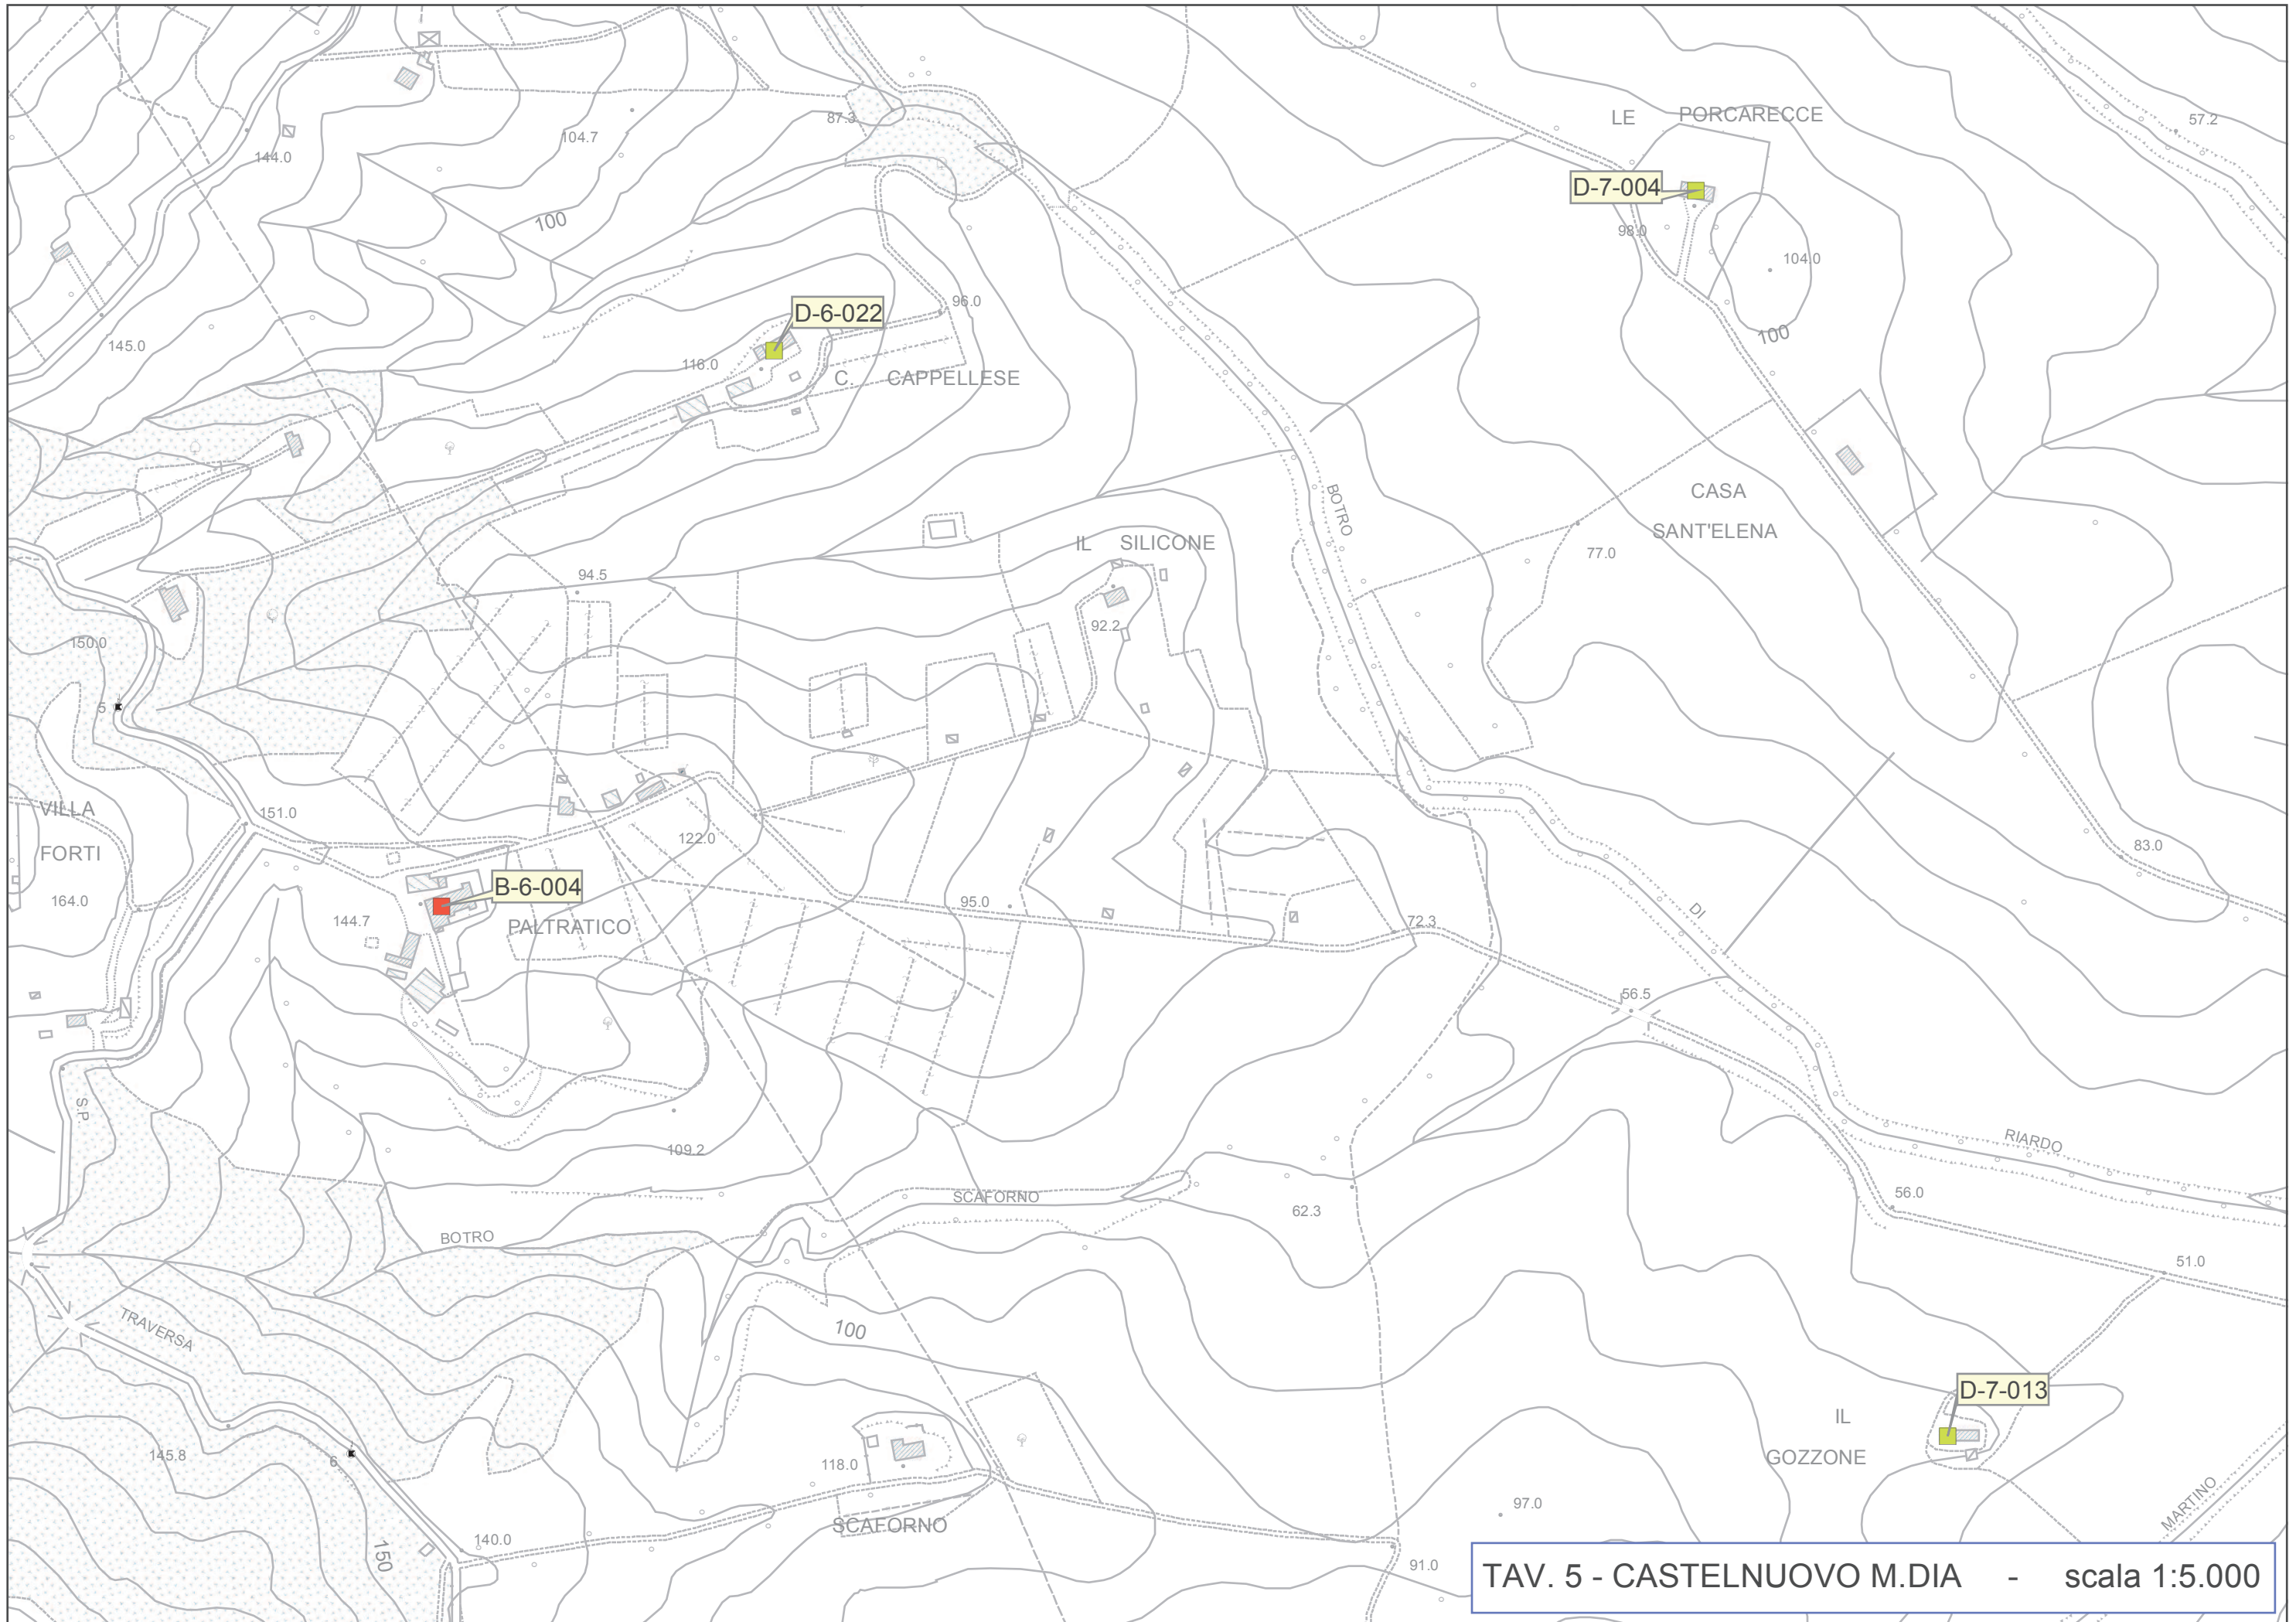 LE PORCARECCE
57.2
87.3
104.7
144.0
D-7-004
98.0
104.0
100
100
96.0
D-6-022
145.0
116.0
C. CAPPELLESE
BOTRO
CASA
SANT'ELENA
77.0
IL SILICONE
94.5
92.2
150.0
5
VILLA
FORTI
151.0
122.0
83.0
164.0
B-6-004
144.7
PALTRATICO
95.0
72.3
DI
56.5
S.P.
109.2
RIARDO
SCAFORNO
62.3
56.0
BOTRO
51.0
TRAVERSA
100
D-7-013
IL
GOZZONE
145.8
6
118.0
SCAFORNO
97.0
MARTINO
150
140.0
91.0
TAV. 5 - CASTELNUOVO M.DIA - scala 1:5.000